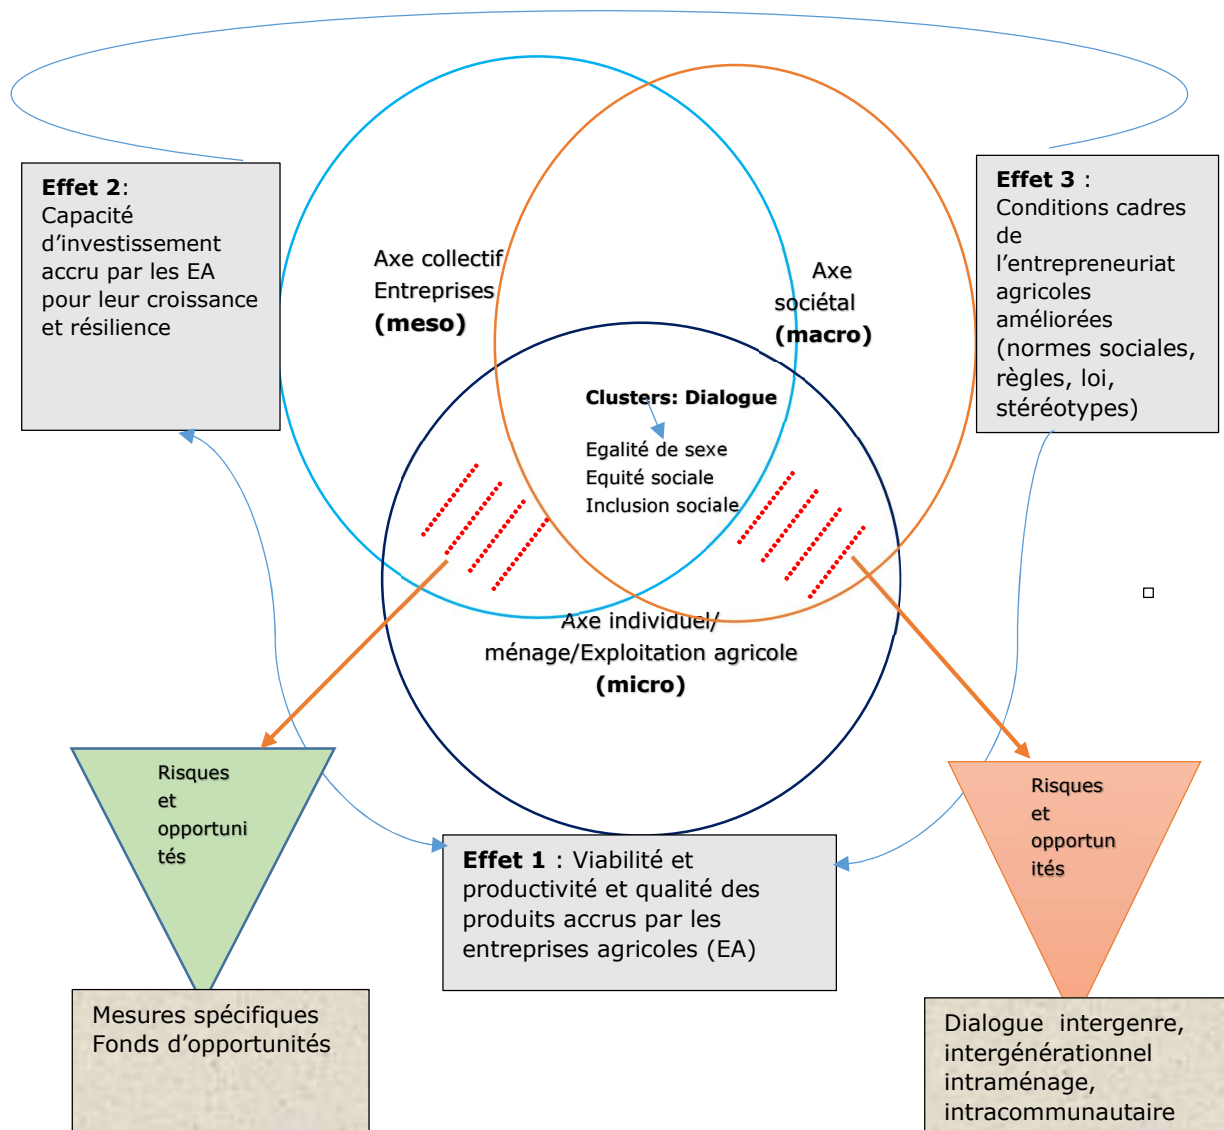 Effet 2:
Capacité
d’investissement
accru par les EA
pour leur croissance
et résilience
Axe collectif
Entreprises
(meso)
Axe
sociétal
(macro)
Effet 3 :
Conditions cadres
de
l’entrepreneuriat
agricoles
améliorées
(normes sociales,
règles, loi,
stéréotypes)
Clusters: Dialogue
Egalité de sexe
Equité sociale
Inclusion sociale
Axe individuel/
ménage/Exploitation agricole
(micro)
Risques
et
opportuni
tés
Risques
et
opportun
ités
Effet 1 : Viabilité et
productivité et qualité des
produits accrus par les
entreprises agricoles (EA)
Mesures spécifiques
Fonds d’opportunités
Dialogue intergenre,
intergénérationnel
intraménage,
intracommunautaire